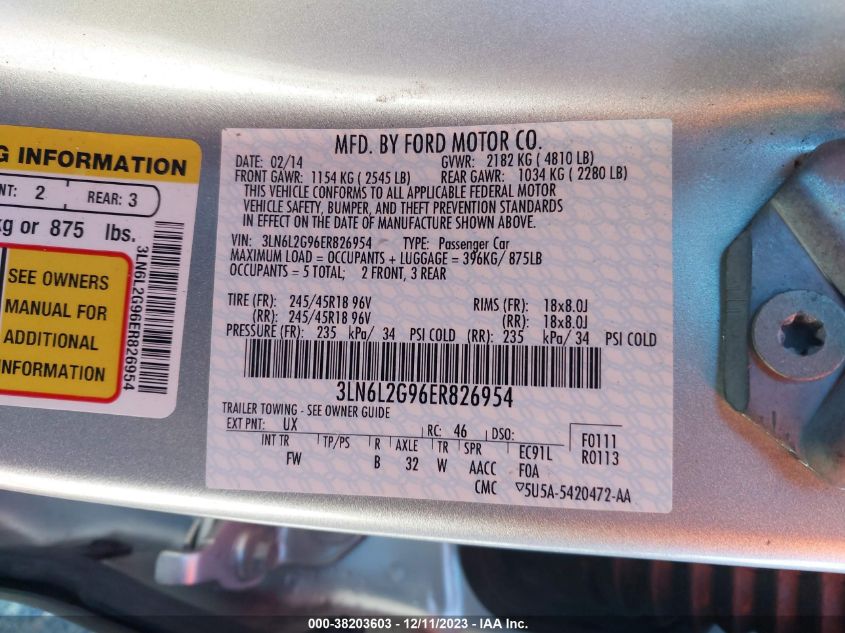 G INFORMATION
NT: 2 REAR: 3
kg or 875 lbs.
SEE OWNERS
MANUAL FOR
ADDITIONAL
INFORMATION
3LN6L2G96ER826954
MFD. BY FORD MOTOR CO.
DATE: 02/14 GVWR: 2182 KG ( 4810 LB)
FRONT GAWR: 1154 KG ( 2545 LB) REAR GAWR: 1034 KG ( 2280 LB)
THIS VEHICLE CONFORMS TO ALL APPLICABLE FEDERAL MOTOR
VEHICLE SAFETY, BUMPER, AND THEFT PREVENTION STANDARDS
IN EFFECT ON THE DATE OF MANUFACTURE SHOWN ABOVE.
VIN: 3LN6L2G96ER826954 TYPE: Passenger Car
MAXIMUM LOAD = OCCUPANTS + LUGGAGE = 396KG/ 875LB
OCCUPANTS = 5 TOTAL; 2 FRONT, 3 REAR
TIRE (FR): 245/45R18 96V RIMS (FR): 18x8.0J
(RR): 245/45R18 96V (RR): 18x8.0J
PRESSURE (FR): 235 kPa/ 34 PSI COLD (RR): 235 kPa/ 34 PSI COLD
3LN6L2G96ER826954
TRAILER TOWING - SEE OWNER GUIDE
EXT PNT: UX RC: 46 DSO: F0111
INT TR TP/PS R AXLE TR SPR EC91L R0113
FW B 32 W AACC FOA
CMC ▽5U5A-5420472-AA
000-38203603 - 12/11/2023 - IAA Inc.